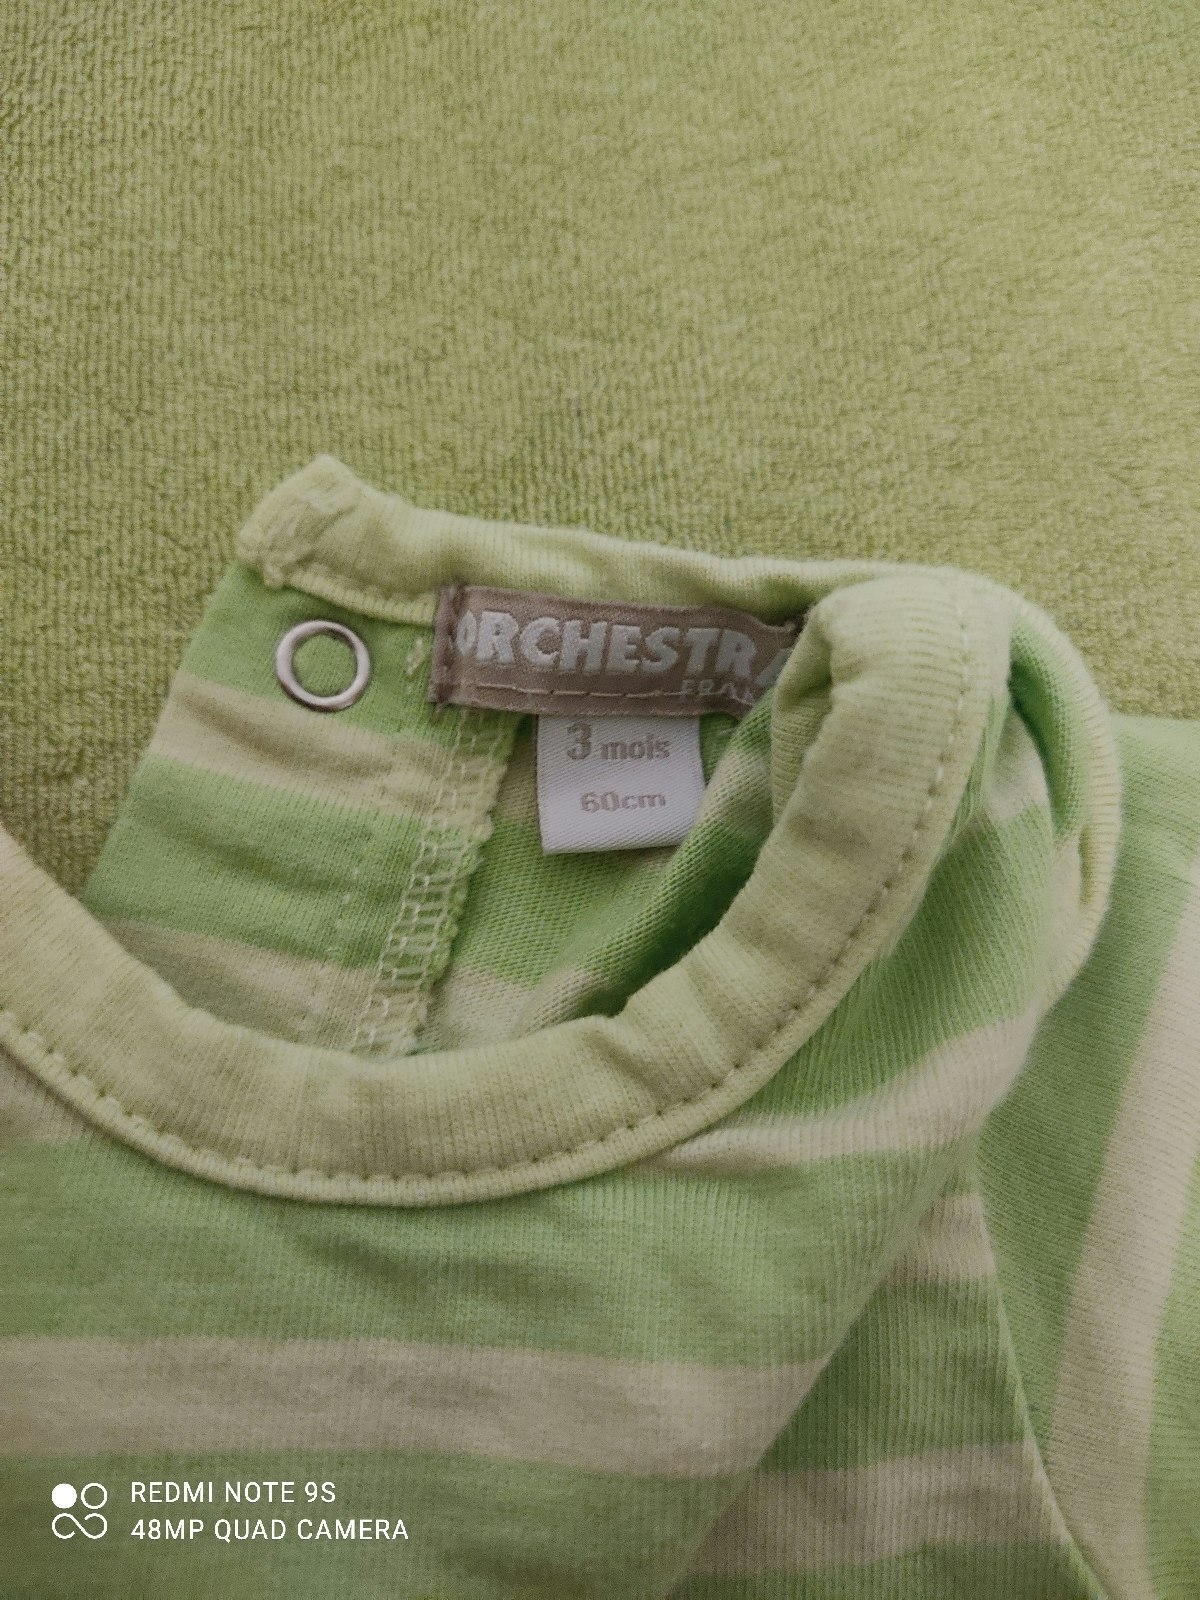 ORCHESTRA
3 mois
60cm
REDMI NOTE 9S
48MP QUAD CAMERA